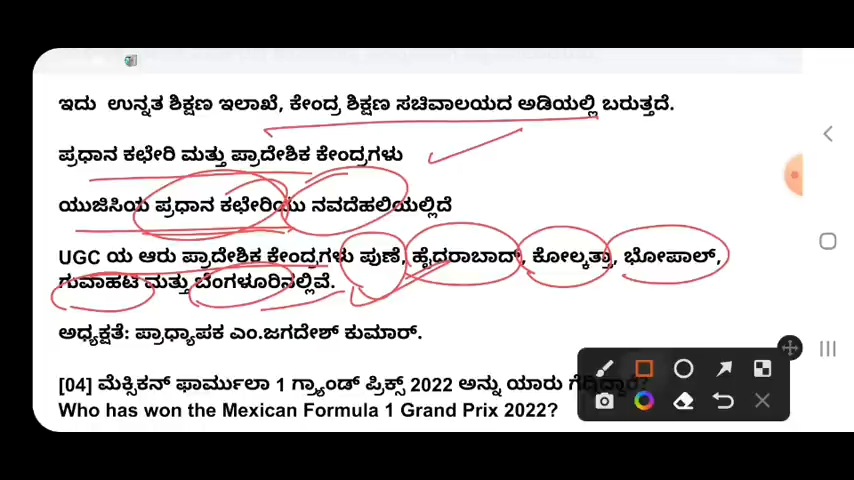 ಇದು ಉನ್ನತ ಶಿಕ್ಷಣ ಇಲಾಖೆ, ಕೇಂದ್ರ ಶಿಕ್ಷಣ ಸಚಿವಾಲಯದ ಅಡಿಯಲ್ಲಿ ಬರುತ್ತದೆ.
ಪ್ರಧಾನ ಕಛೇರಿ ಮತ್ತು ಪ್ರಾದೇಶಿಕ ಕೇಂದ್ರಗಳು
ಯುಜಿಸಿಯ ಪ್ರಧಾನ ಕಛೇರಿಯು ನವದೆಹಲಿಯಲ್ಲಿದೆ
UGC ಯ ಆರು ಪ್ರಾದೇಶಿಕ ಕೇಂದ್ರಗಳು ಪುಣೆ, ಹೈದರಾಬಾದ್, ಕೋಲ್ಕತ್ತಾ, ಭೋಪಾಲ್,
ಗುವಾಹಟಿ ಮತ್ತು ಬೆಂಗಳೂರಿನಲ್ಲಿವೆ.
ಅಧ್ಯಕ್ಷತೆ: ಪ್ರಾಧ್ಯಾಪಕ ಎಂ.ಜಗದೇಶ್ ಕುಮಾರ್.
[04] ಮೆಕ್ಸಿಕನ್ ಫಾರ್ಮುಲಾ 1 ಗ್ರ್ಯಾಂಡ್ ಪ್ರಿಕ್ಸ್ 2022 ಅನ್ನು ಯಾರು ಗೆದ್ದಿದ್ದಾರೆ?
Who has won the Mexican Formula 1 Grand Prix 2022?